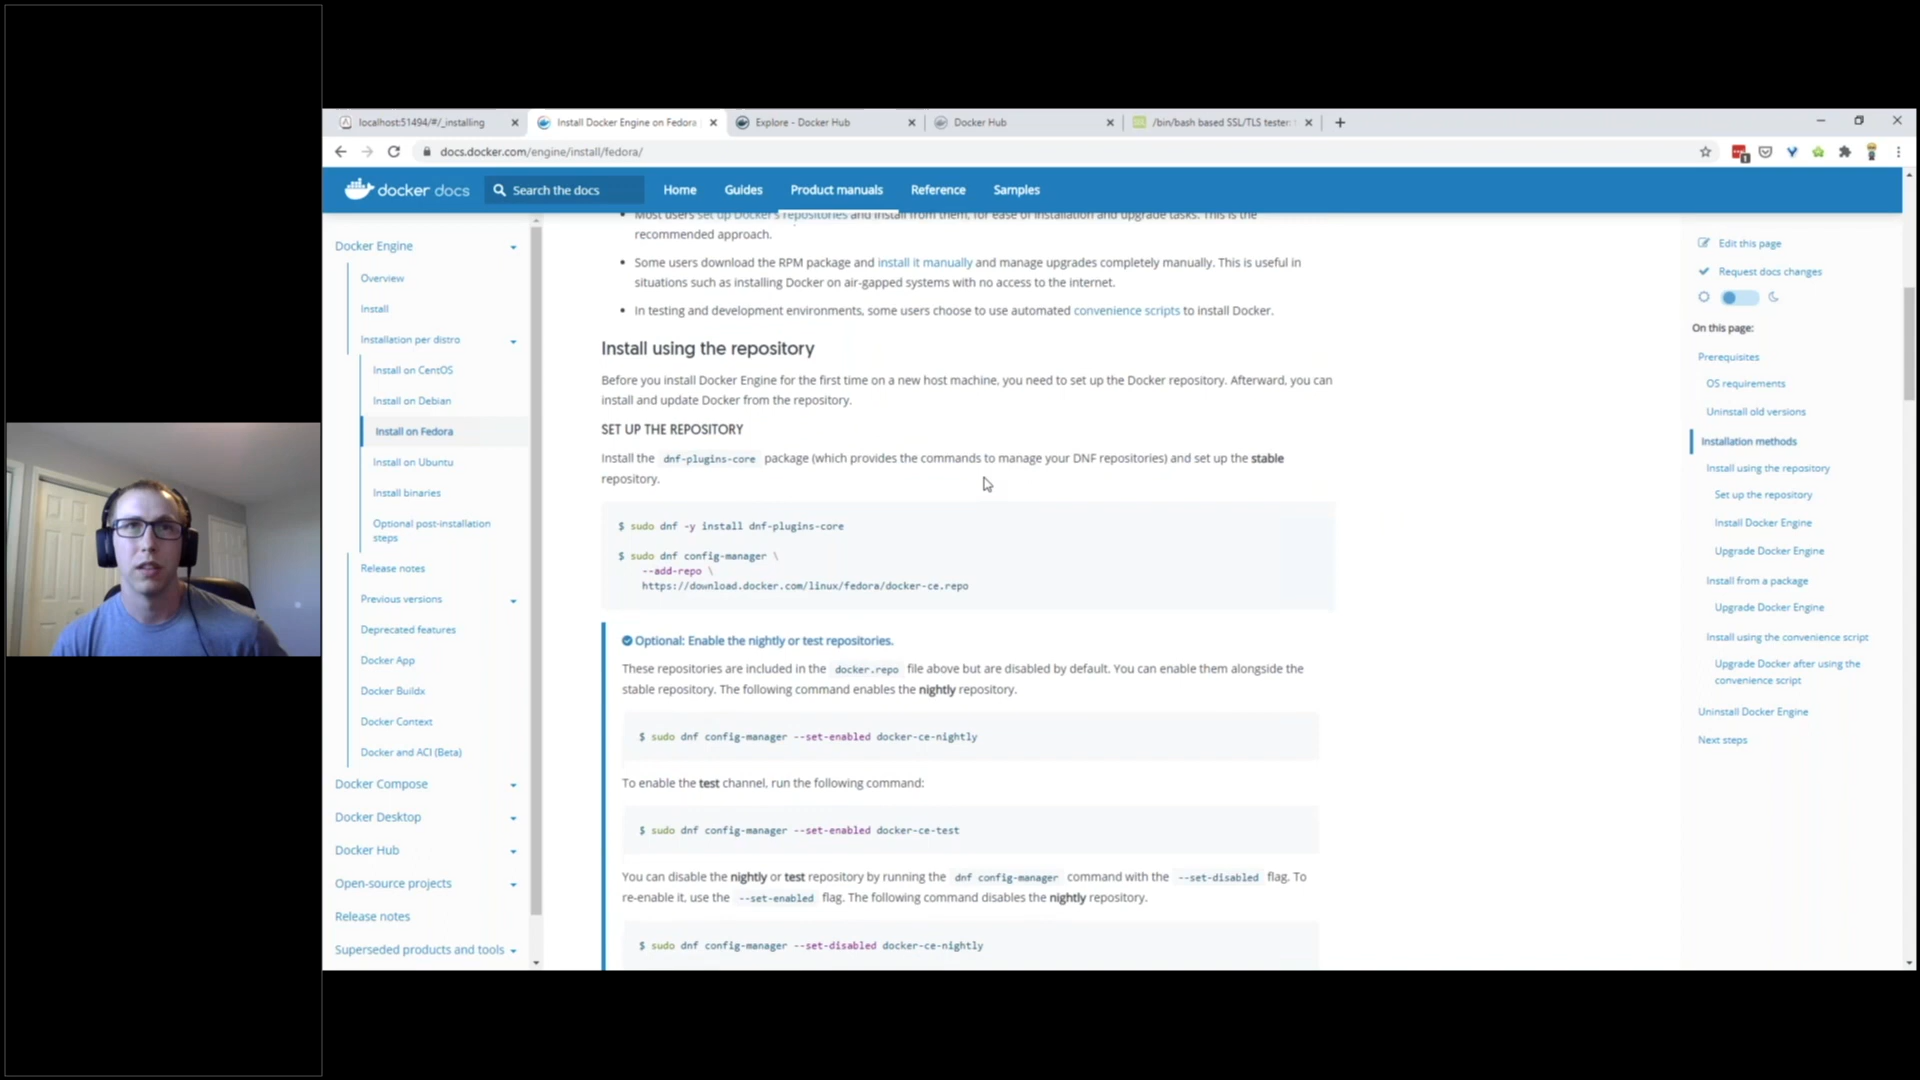 localhost:51494/#/_installing
Install Docker Engine on Fedora
Explore - Docker Hub
Docker Hub
/bin/bash based SSL/TLS tester:
docs.docker.com/engine/install/fedora/
docker docs
Search the docs
Home
Guides
Product manuals
Reference
Samples
Docker Engine
Overview
Install
Installation per distro
Install on CentOS
Install on Debian
Install on Fedora
Install on Ubuntu
Install binaries
Optional post-installation
steps
Release notes
Previous versions
Deprecated features
Docker App
Docker Buildx
Docker Context
Docker and ACI (Beta)
Docker Compose
Docker Desktop
Docker Hub
Open-source projects
Release notes
Superseded products and tools
Most users set up Docker's repositories and install from them, for ease of installation and upgrade tasks. This is the
recommended approach.
Some users download the RPM package and install it manually and manage upgrades completely manually. This is useful in
situations such as installing Docker on air-gapped systems with no access to the internet.
In testing and development environments, some users choose to use automated convenience scripts to install Docker.
Install using the repository
Before you install Docker Engine for the first time on a new host machine, you need to set up the Docker repository. Afterward, you can
install and update Docker from the repository.
SET UP THE REPOSITORY
Install the dnf-plugins-core package (which provides the commands to manage your DNF repositories) and set up the stable
repository.
$ sudo dnf -y install dnf-plugins-core
$ sudo dnf config-manager \
--add-repo \
https://download.docker.com/linux/fedora/docker-ce.repo
Optional: Enable the nightly or test repositories.
These repositories are included in the docker.repo file above but are disabled by default. You can enable them alongside the
stable repository. The following command enables the nightly repository.
$ sudo dnf config-manager --set-enabled docker-ce-nightly
To enable the test channel, run the following command:
$ sudo dnf config-manager --set-enabled docker-ce-test
You can disable the nightly or test repository by running the dnf config-manager command with the --set-disabled flag. To
re-enable it, use the --set-enabled flag. The following command disables the nightly repository.
$ sudo dnf config-manager --set-disabled docker-ce-nightly
Edit this page
Request docs changes
On this page:
Prerequisites
OS requirements
Uninstall old versions
Installation methods
Install using the repository
Set up the repository
Install Docker Engine
Upgrade Docker Engine
Install from a package
Upgrade Docker Engine
Install using the convenience script
Upgrade Docker after using the
convenience script
Uninstall Docker Engine
Next steps